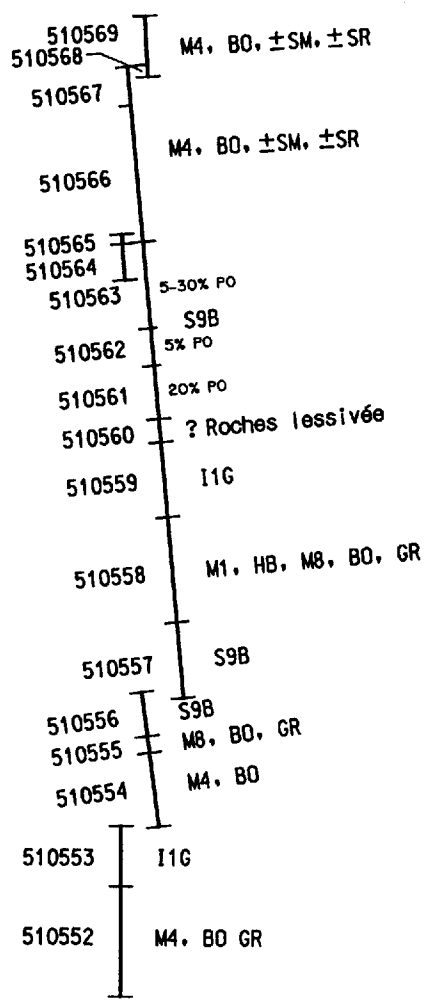 510569 M4, BO, ±SM, ±SR
510568
510567
M4, BO, ±SM, ±SR
510566
510565
510564
510563 5-30% PO
S9B
510562 5% PO
510561 20% PO
510560 ? Roches lessivée
510559 I1G
510558 M1, HB, M8, BO, GR
510557 S9B
510556 S9B
510555 M8, BO, GR
510554 M4, BO
510553 I1G
510552 M4, BO GR